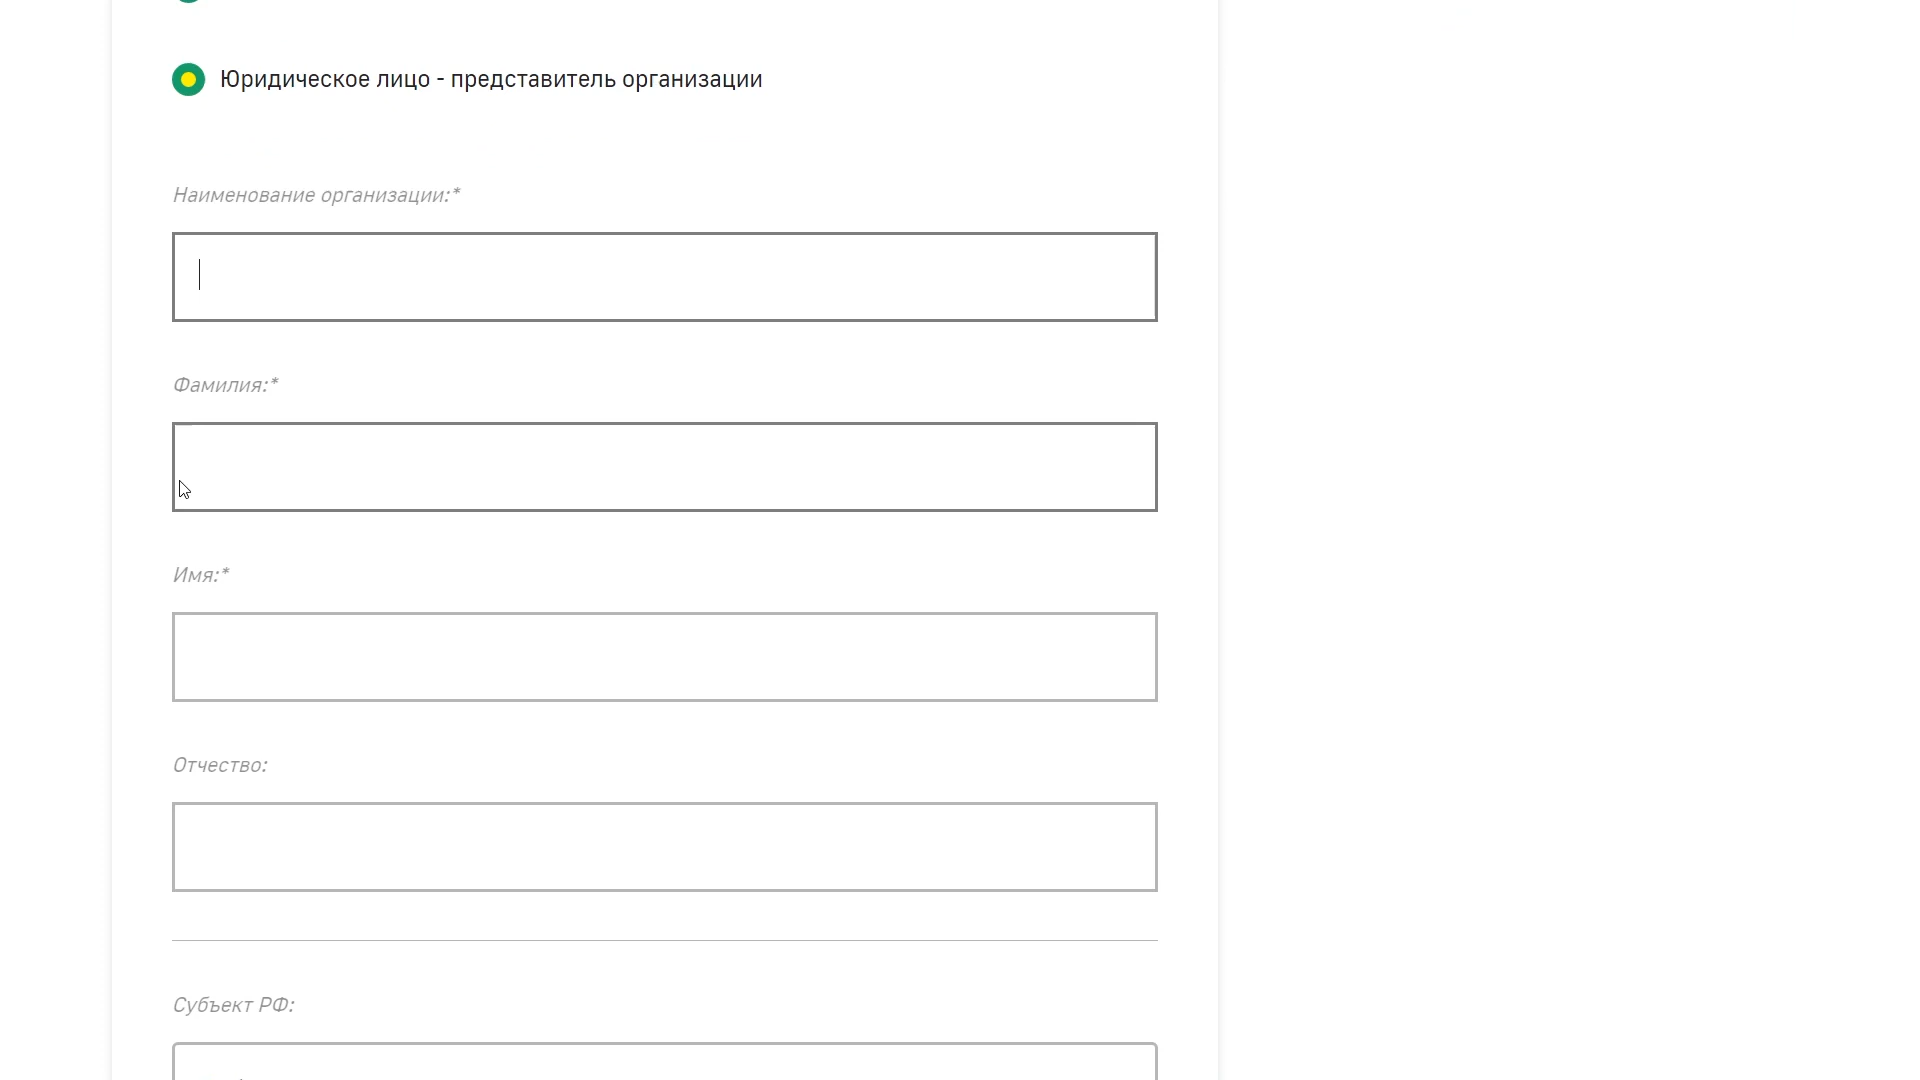 Юридическое лицо - представитель организации
Наименование организации:*
Фамилия:*
Имя:*
Отчество:
Субъект РФ: